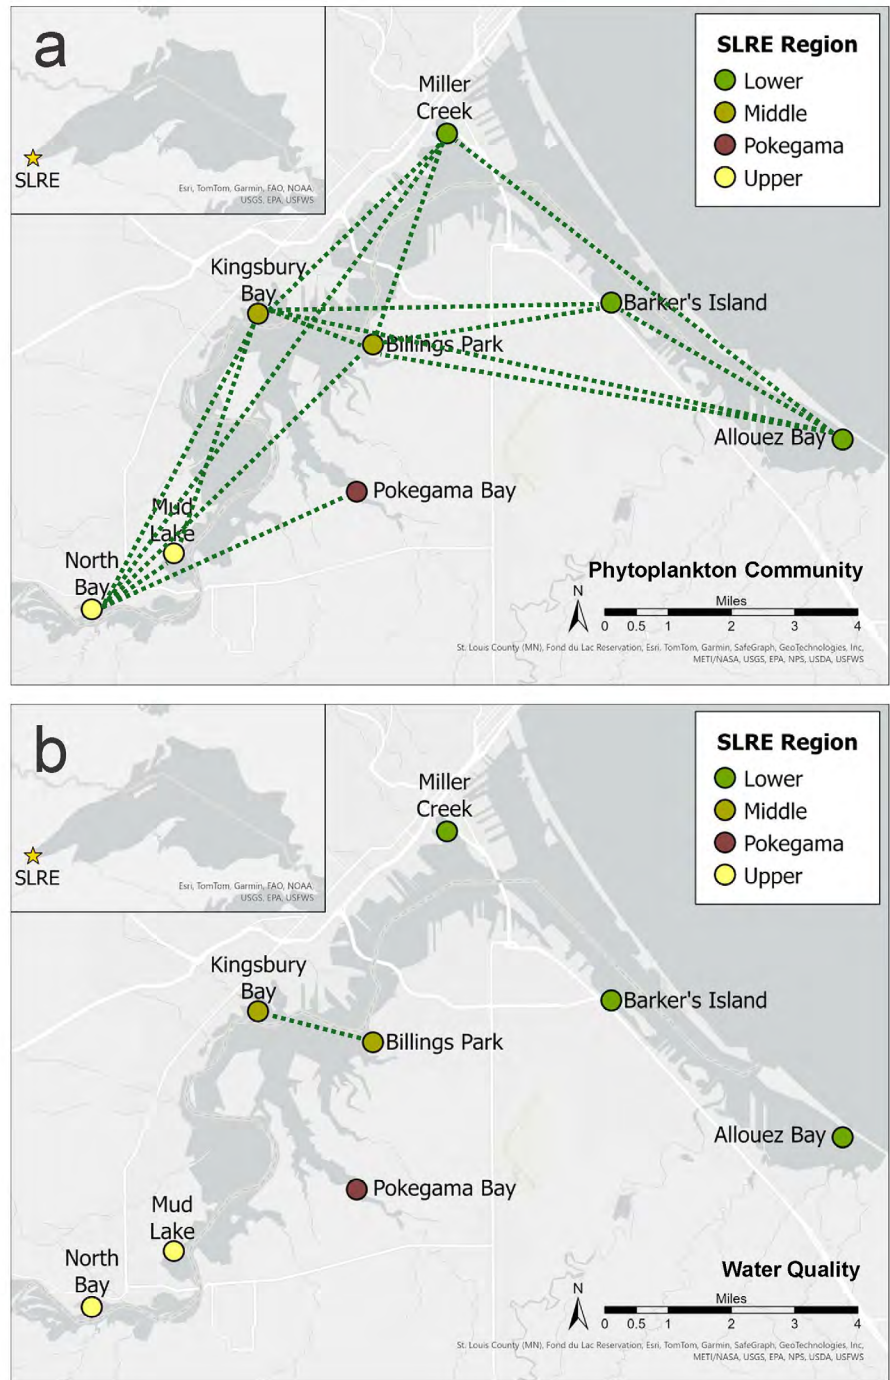 a
SLRE
Esri, TomTom, Garmin, FAO, NOAA,
USGS, EPA, USFWS
SLRE Region
Lower
Middle
Pokegama
Upper
Miller
Creek
Kingsbury
Bay
Barker's Island
Billings Park
Allouez Bay
Pokegama Bay
Mud
Lake
North
Bay
Phytoplankton Community
N
Miles
0 0.5 1 2 3 4
St. Louis County (MN), Fond du Lac Reservation, Esri, TomTom, Garmin, SafeGraph, GeoTechnologies, Inc,
METI/NASA, USGS, EPA, NPS, USDA, USFWS
b
SLRE
Esri, TomTom, Garmin, FAO, NOAA,
USGS, EPA, USFWS
SLRE Region
Lower
Middle
Pokegama
Upper
Miller
Creek
Kingsbury
Bay
Barker's Island
Billings Park
Allouez Bay
Pokegama Bay
Mud
Lake
North
Bay
Water Quality
N
Miles
0 0.5 1 2 3 4
St. Louis County (MN), Fond du Lac Reservation, Esri, TomTom, Garmin, SafeGraph, GeoTechnologies, Inc,
METI/NASA, USGS, EPA, NPS, USDA, USFWS